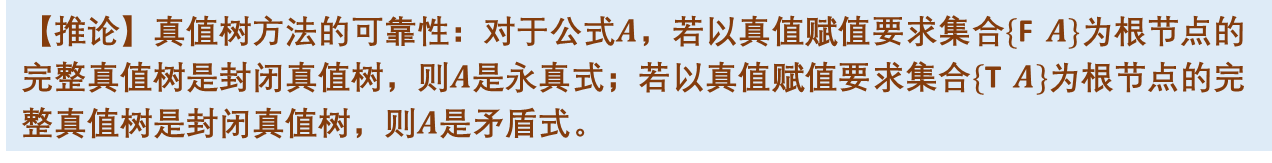 【推论】真值树方法的可靠性：对于公式A，若以真值赋值要求集合{F A}为根节点的
完整真值树是封闭真值树，则A是永真式；若以真值赋值要求集合{T A}为根节点的完
整真值树是封闭真值树，则A是矛盾式。